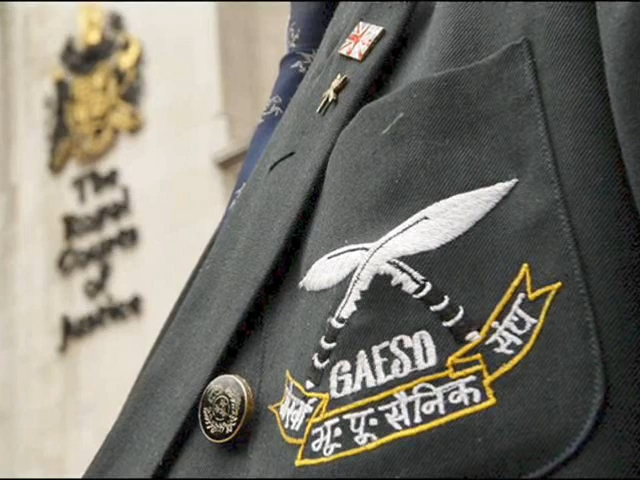 The
Royal
Courts
of
Justice
GAESO
गोर्खा भू॰ पू॰ सैनिक संघ